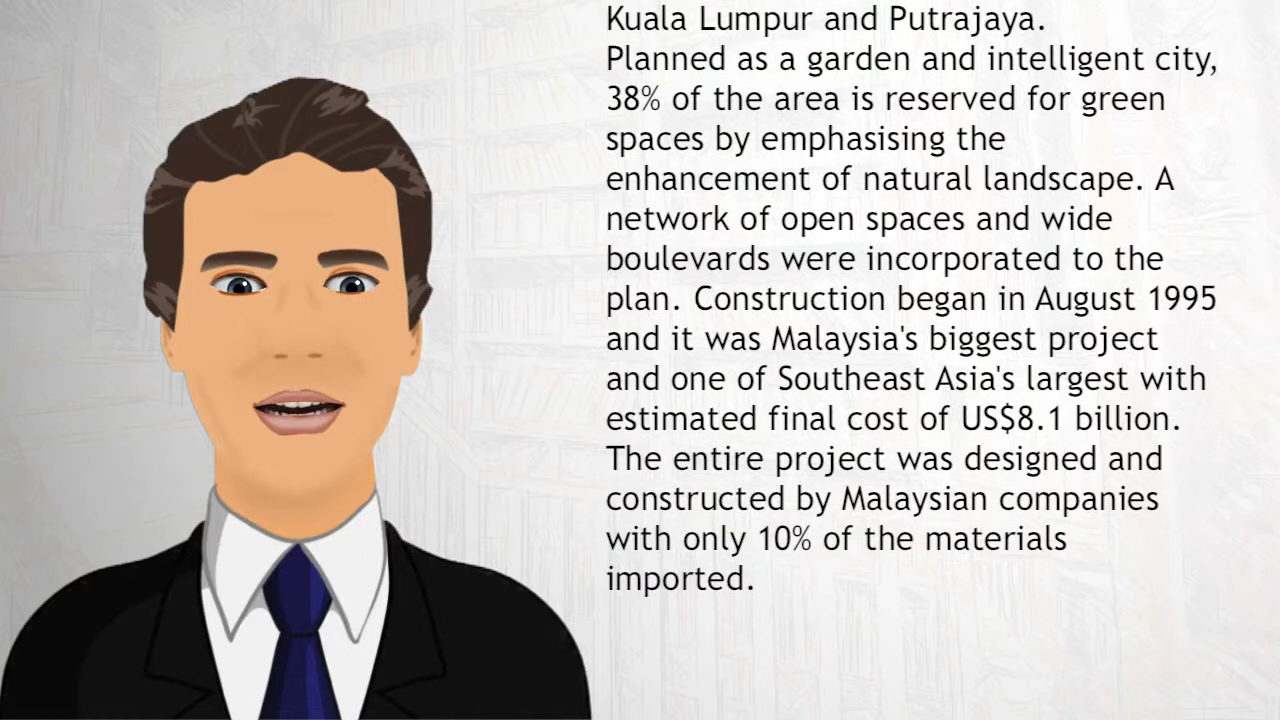 Kuala Lumpur and Putrajaya.
Planned as a garden and intelligent city,
38% of the area is reserved for green
spaces by emphasising the
enhancement of natural landscape. A
network of open spaces and wide
boulevards were incorporated to the
plan. Construction began in August 1995
and it was Malaysia's biggest project
and one of Southeast Asia's largest with
estimated final cost of US$8.1 billion.
The entire project was designed and
constructed by Malaysian companies
with only 10% of the materials
imported.